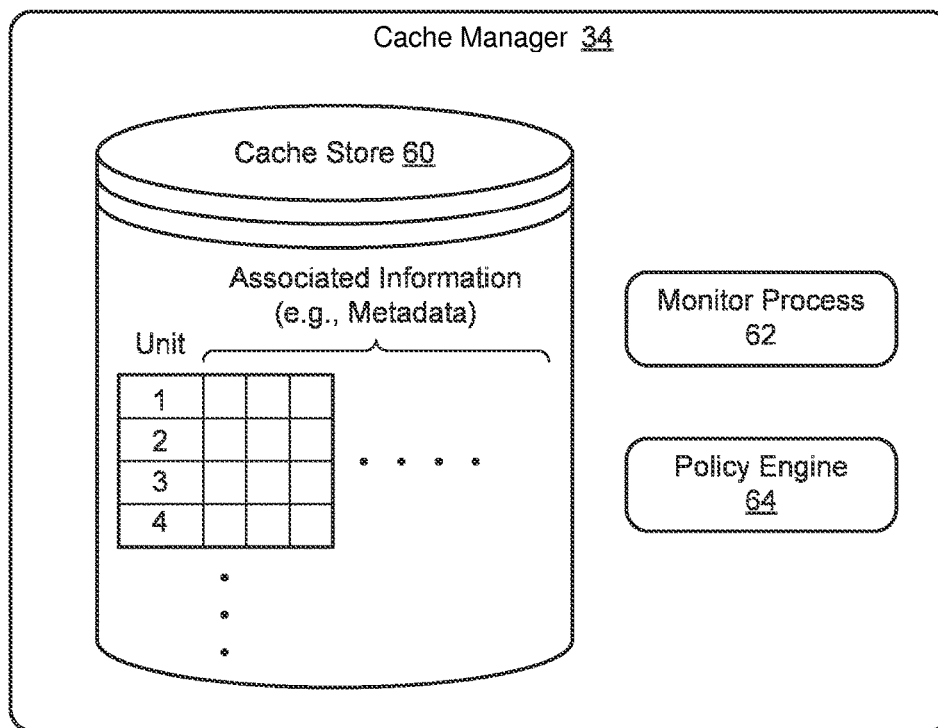 Cache Manager 34
Cache Store 60
Associated Information
(e.g., Metadata)
Unit
1
2
3
4
Monitor Process
62
Policy Engine
64